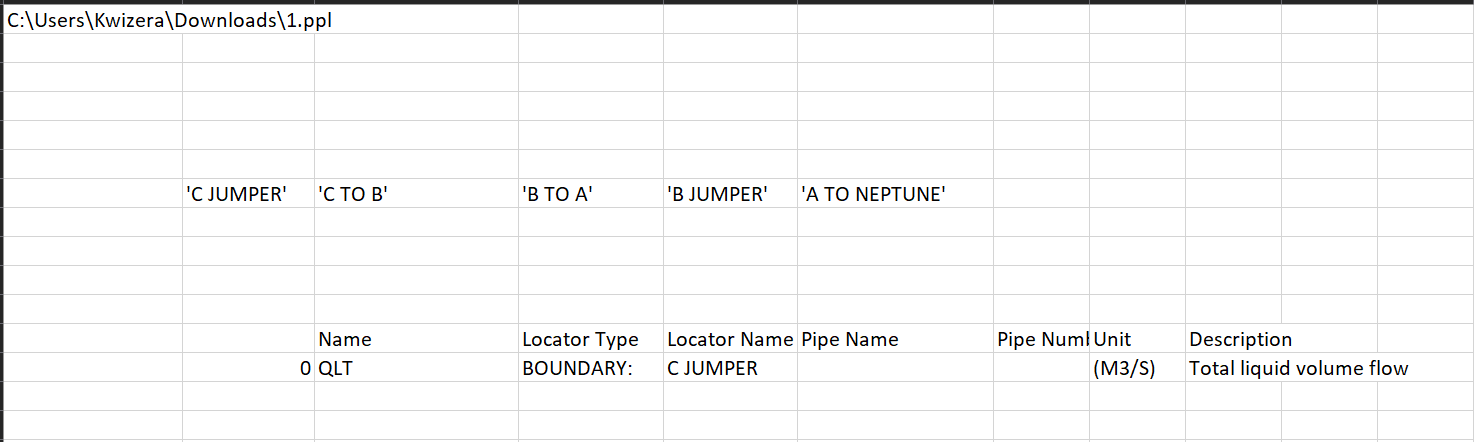 C:\Users\Kwizera\Downloads\1.ppl
'C JUMPER' 'C TO B' 'B TO A' 'B JUMPER' 'A TO NEPTUNE'
Name Locator Type Locator Name Pipe Name Pipe Numl Unit Description
0 QLT BOUNDARY: C JUMPER (M3/S) Total liquid volume flow